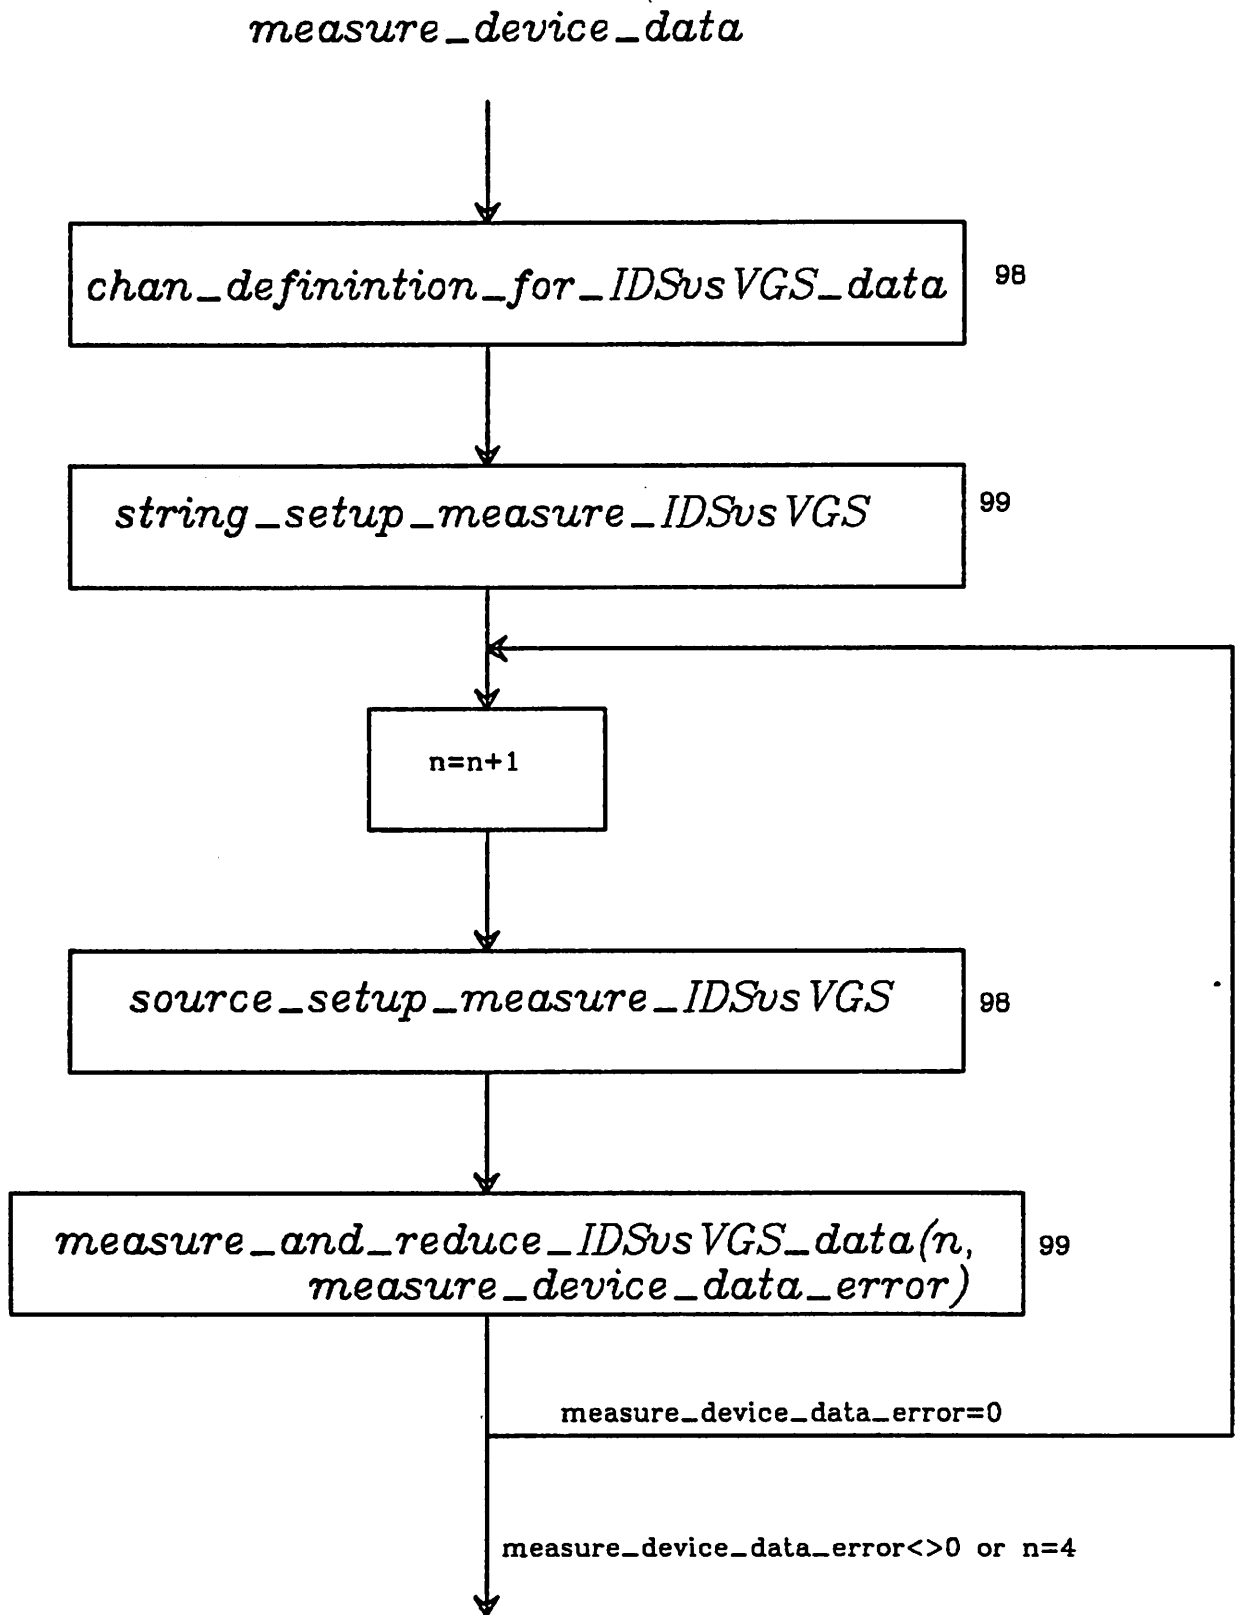 measure_device_data
chan_definintion_for_IDSvsVGS_data
98
string_setup_measure_IDSvsVGS
99
n=n+1
source_setup_measure_IDSvsVGS
98
measure_and_reduce_IDSvsVGS_data(n,
measure_device_data_error)
99
measure_device_data_error=0
measure_device_data_error<>0 or n=4